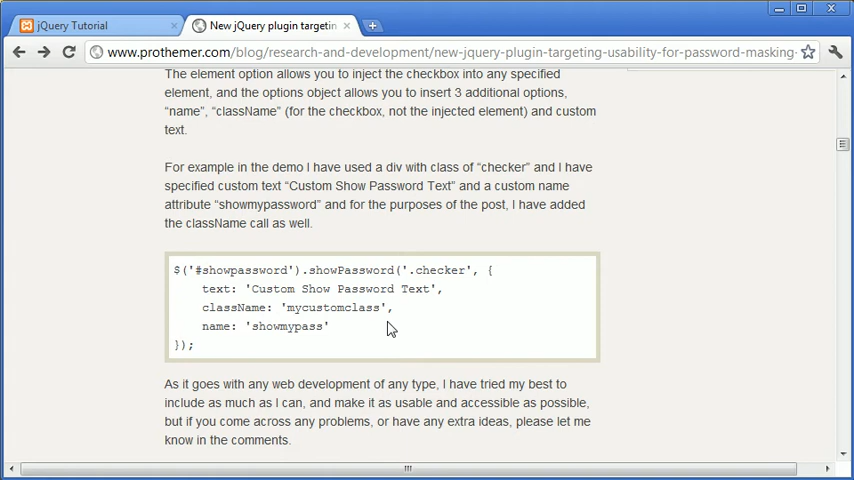 jQuery Tutorial
New jQuery plugin targetin
www.prothemer.com/blog/research-and-development/new-jquery-plugin-targeting-usability-for-password-masking-
The element option allows you to inject the checkbox into any specified
element, and the options object allows you to insert 3 additional options,
“name”, “className” (for the checkbox, not the injected element) and custom
text.
For example in the demo I have used a div with class of “checker” and I have
specified custom text “Custom Show Password Text” and a custom name
attribute “showmypassword” and for the purposes of the post, I have added
the className call as well.
$('#showpassword').showPassword('.checker', {
text: 'Custom Show Password Text',
className: 'mycustomclass',
name: 'showmypass'
});
As it goes with any web development of any type, I have tried my best to
include as much as I can, and make it as usable and accessible as possible,
but if you come across any problems, or have any extra ideas, please let me
know in the comments.